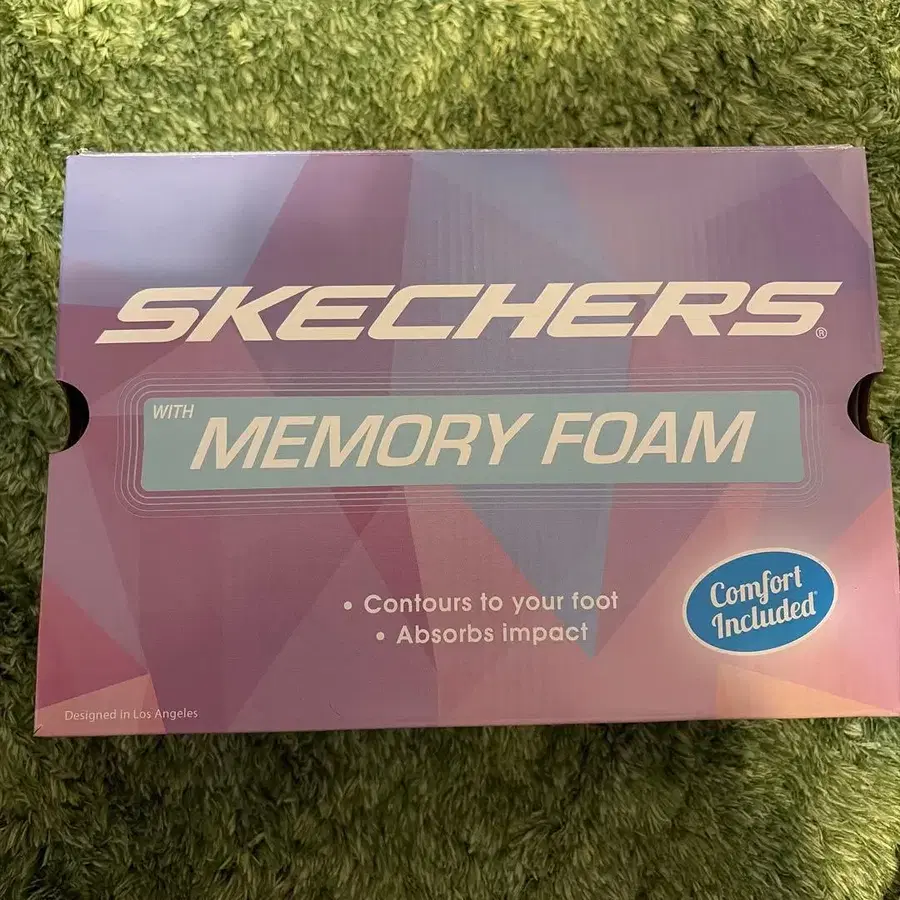 SKECHERS®
WITH
MEMORY FOAM
• Contours to your foot
• Absorbs impact
Comfort
Included®
Designed in Los Angeles